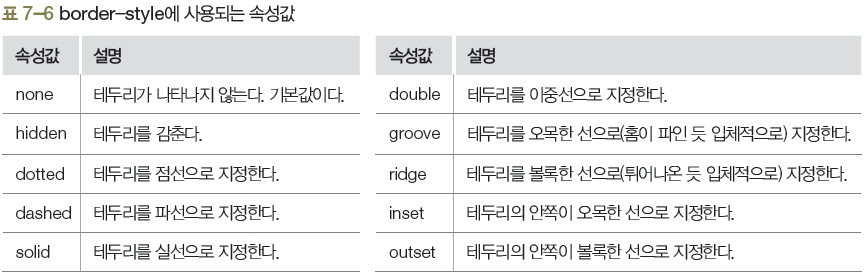 표 7-6 border-style에 사용되는 속성값
속성값 설명
none 테두리가 나타나지 않는다. 기본값이다.
hidden 테두리를 감춘다.
dotted 테두리를 점선으로 지정한다.
dashed 테두리를 파선으로 지정한다.
solid 테두리를 실선으로 지정한다.
속성값 설명
double 테두리를 이중선으로 지정한다.
groove 테두리를 오목한 선으로(홈이 파인 듯 입체적으로) 지정한다.
ridge 테두리를 볼록한 선으로(튀어나온 듯 입체적으로) 지정한다.
inset 테두리의 안쪽이 오목한 선으로 지정한다.
outset 테두리의 안쪽이 볼록한 선으로 지정한다.